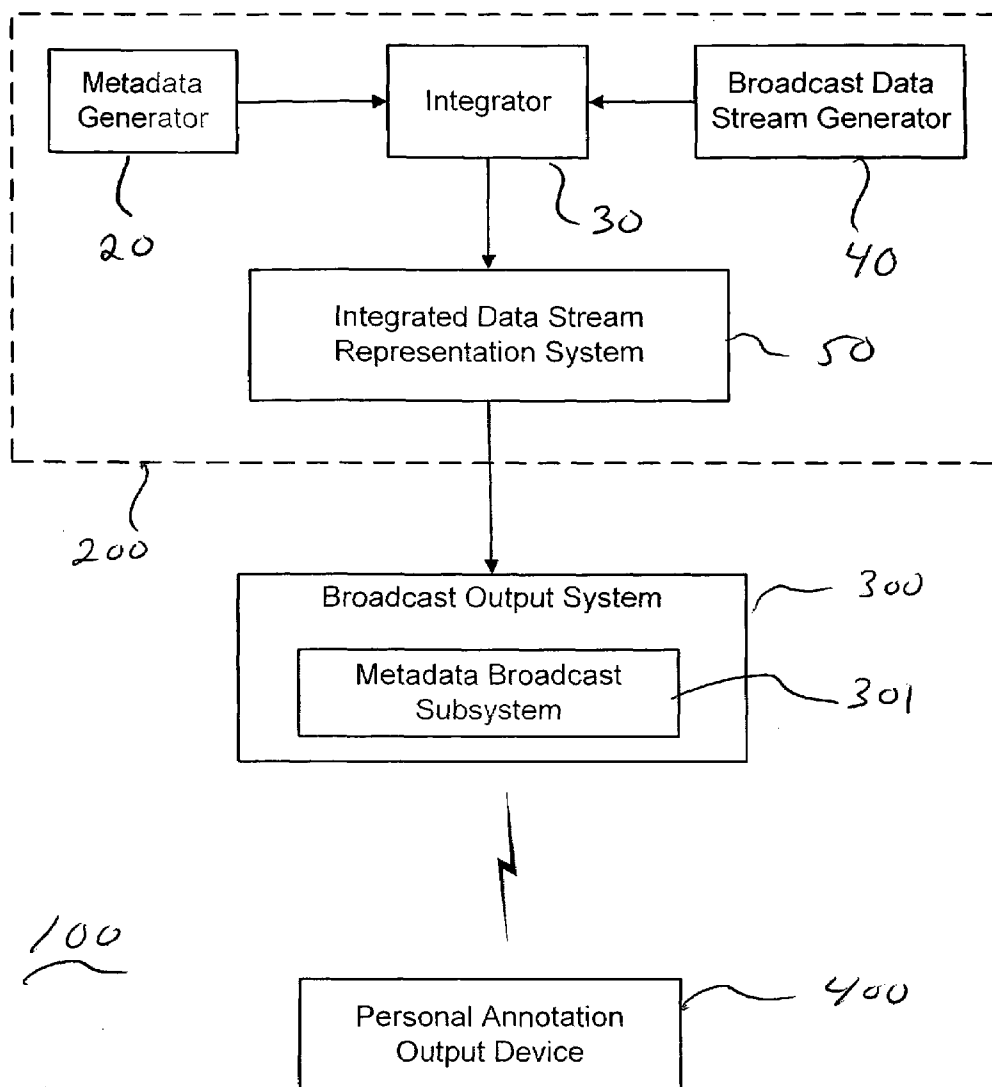 Metadata
Generator
Integrator
Broadcast Data
Stream Generator
20
30
40
Integrated Data Stream
Representation System
50
200
Broadcast Output System
300
Metadada Broadcast
Subsystem
301
100
Personal Annotation
Output Device
400